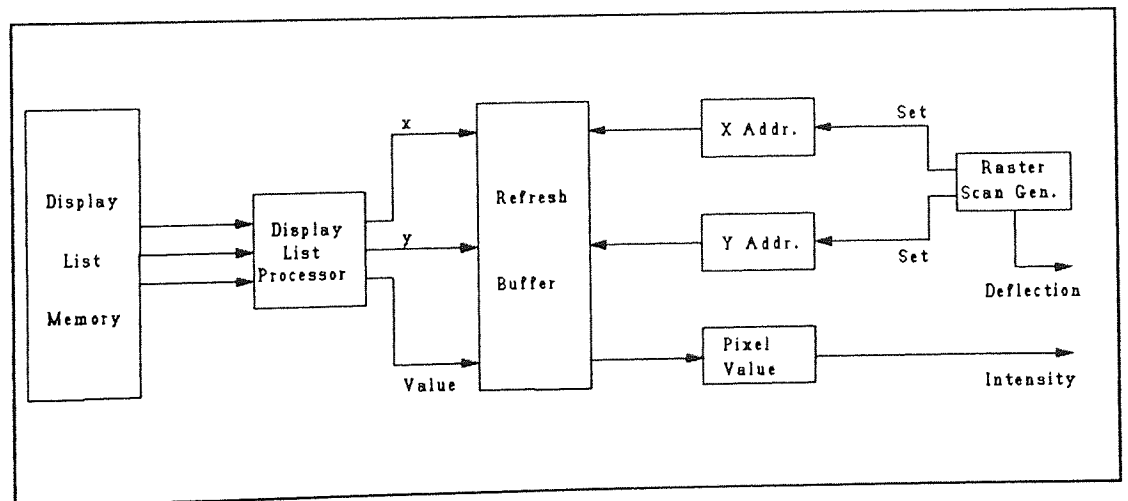 Display
List
Memory
Display
List
Processor
x
y
Value
Refresh
Buffer
X Addr.
Y Addr.
Pixel
Value
Set
Set
Raster
Scan Gen.
Deflection
Intensity